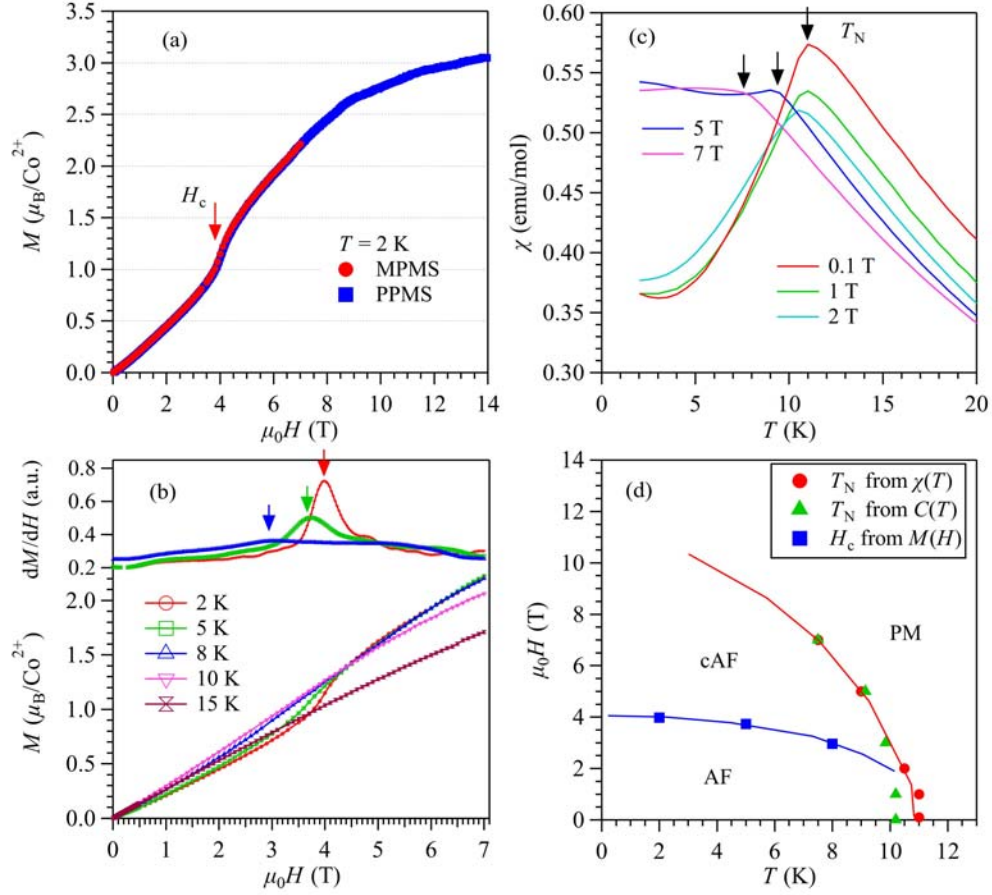 (a)
3.5
3.0
2.5
2.0
1.5
1.0
0.5
0.0
M (μB/Co2+)
Hc
T = 2 K
MPMS
PPMS
0 2 4 6 8 10 12 14
μ0H (T)
(b)
0.8
0.4
0.2
dM/dH (a.u.)
2.0
1.5
1.0
0.5
0.0
M (μB/Co2+)
2 K
5 K
8 K
10 K
15 K
0 1 2 3 4 5 6 7
μ0H (T)
(c)
TN
0.60
0.55
0.50
0.45
0.40
0.35
0.30
χ (emu/mol)
5 T
7 T
0.1 T
1 T
2 T
0 5 10 15 20
T (K)
(d)
14
12
10
8
6
4
2
0
μ0H (T)
TN from χ(T)
TN from C(T)
Hc from M(H)
PM
cAF
AF
0 2 4 6 8 10 12
T (K)